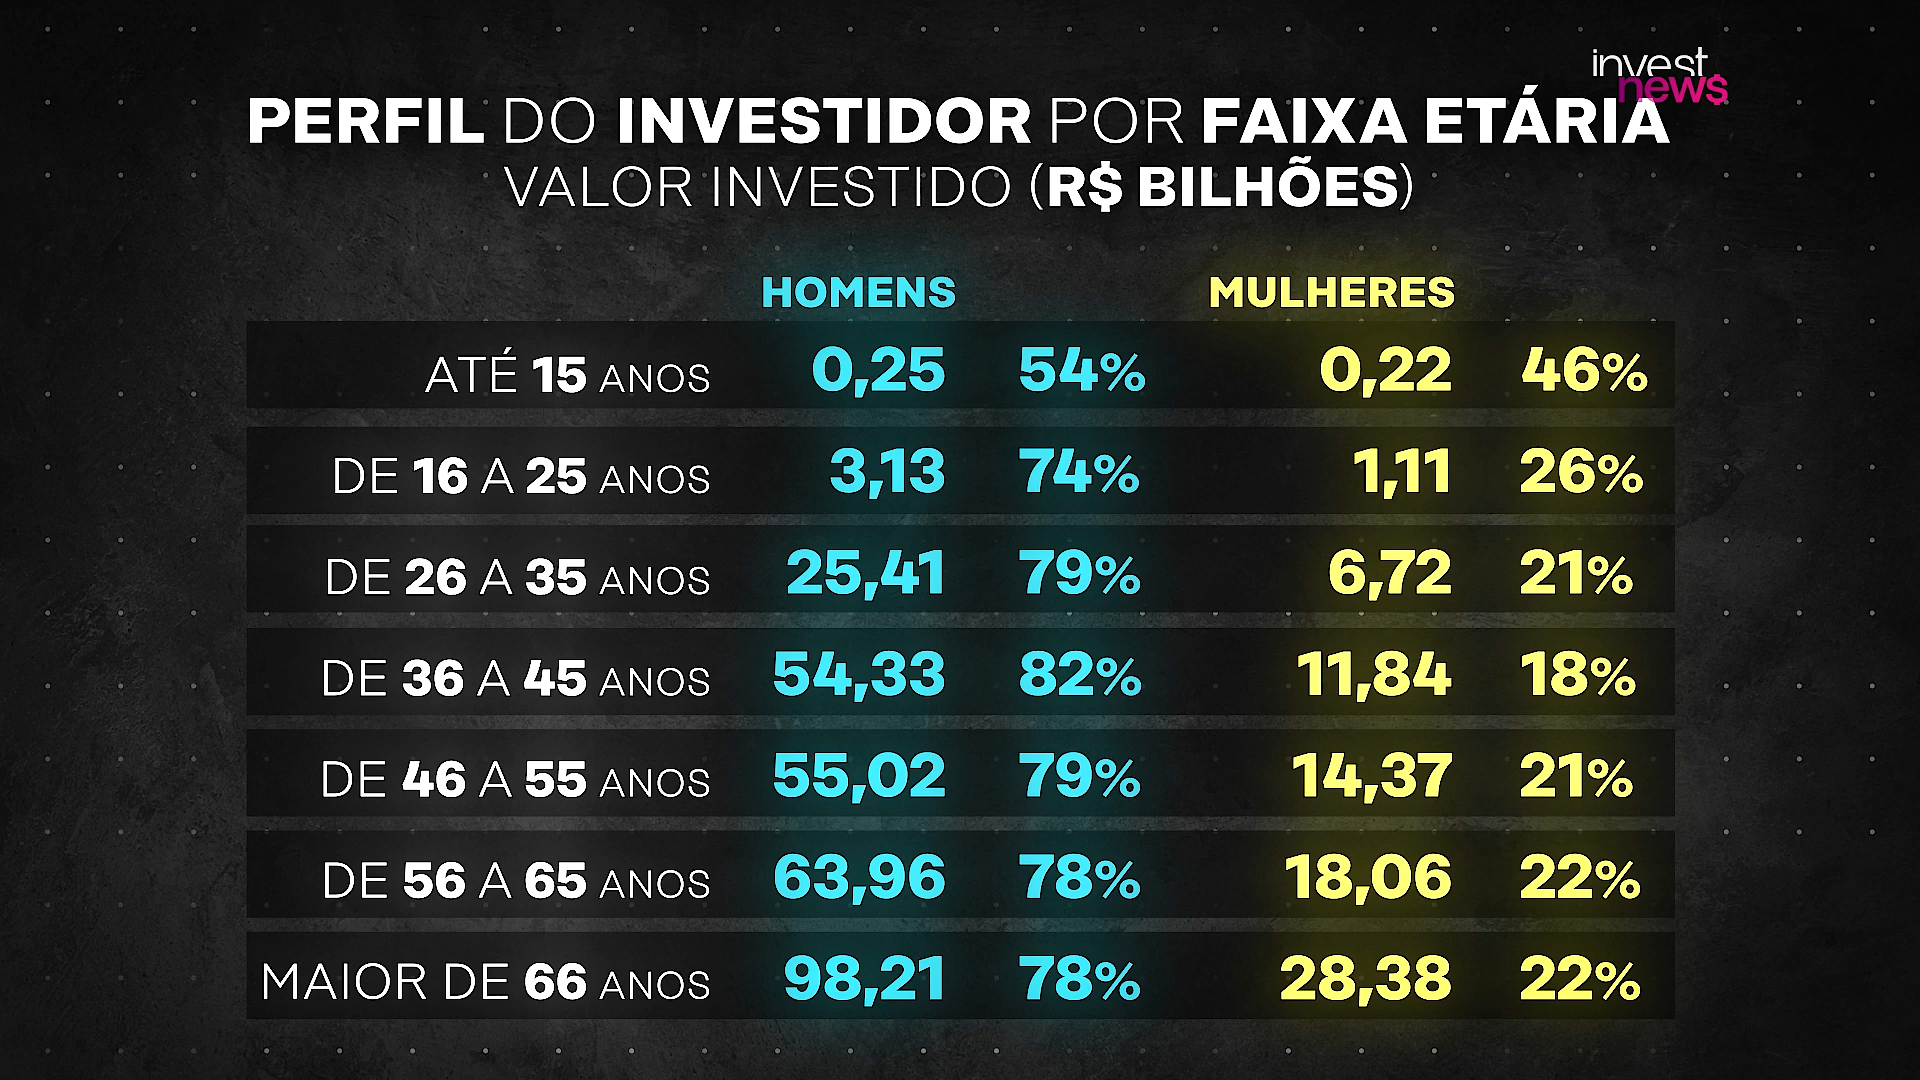 invest
new$
PERFIL DO INVESTIDOR POR FAIXA ETÁRIA
VALOR INVESTIDO (R$ BILHÕES)
HOMENS MULHERES
ATÉ 15 ANOS 0,25 54% 0,22 46%
DE 16 A 25 ANOS 3,13 74% 1,11 26%
DE 26 A 35 ANOS 25,41 79% 6,72 21%
DE 36 A 45 ANOS 54,33 82% 11,84 18%
DE 46 A 55 ANOS 55,02 79% 14,37 21%
DE 56 A 65 ANOS 63,96 78% 18,06 22%
MAIOR DE 66 ANOS 98,21 78% 28,38 22%